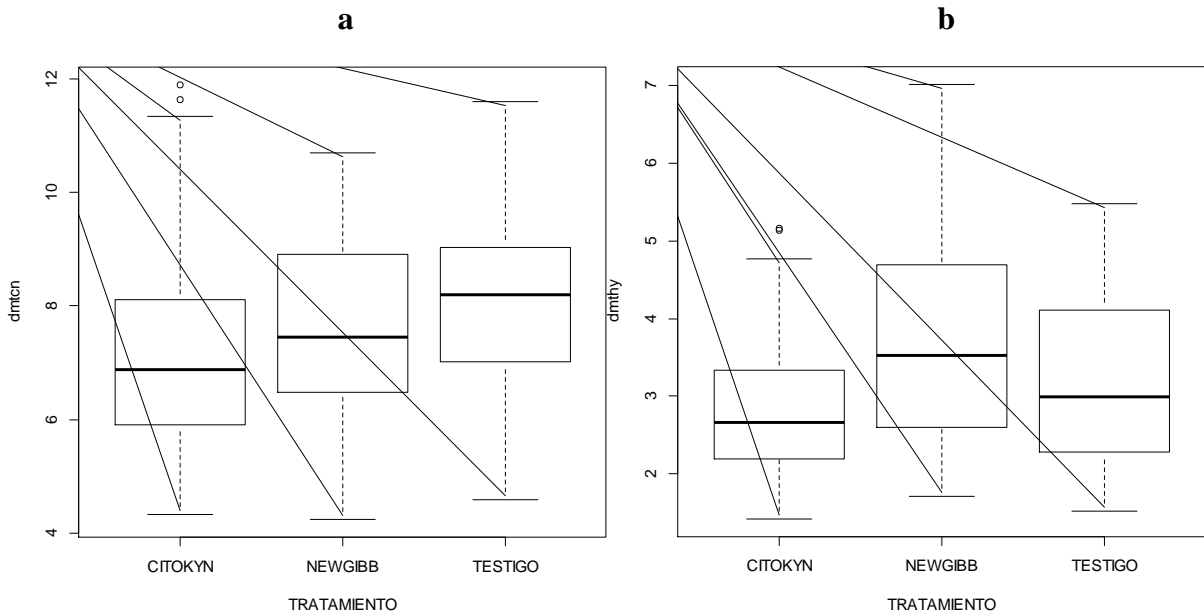 a
b
12
10
8
6
4
dmtcn
CITOKYN NEWGIBB TESTIGO
TRATAMIENTO
7
6
5
4
3
2
dmthy
CITOKYN NEWGIBB TESTIGO
TRATAMIENTO